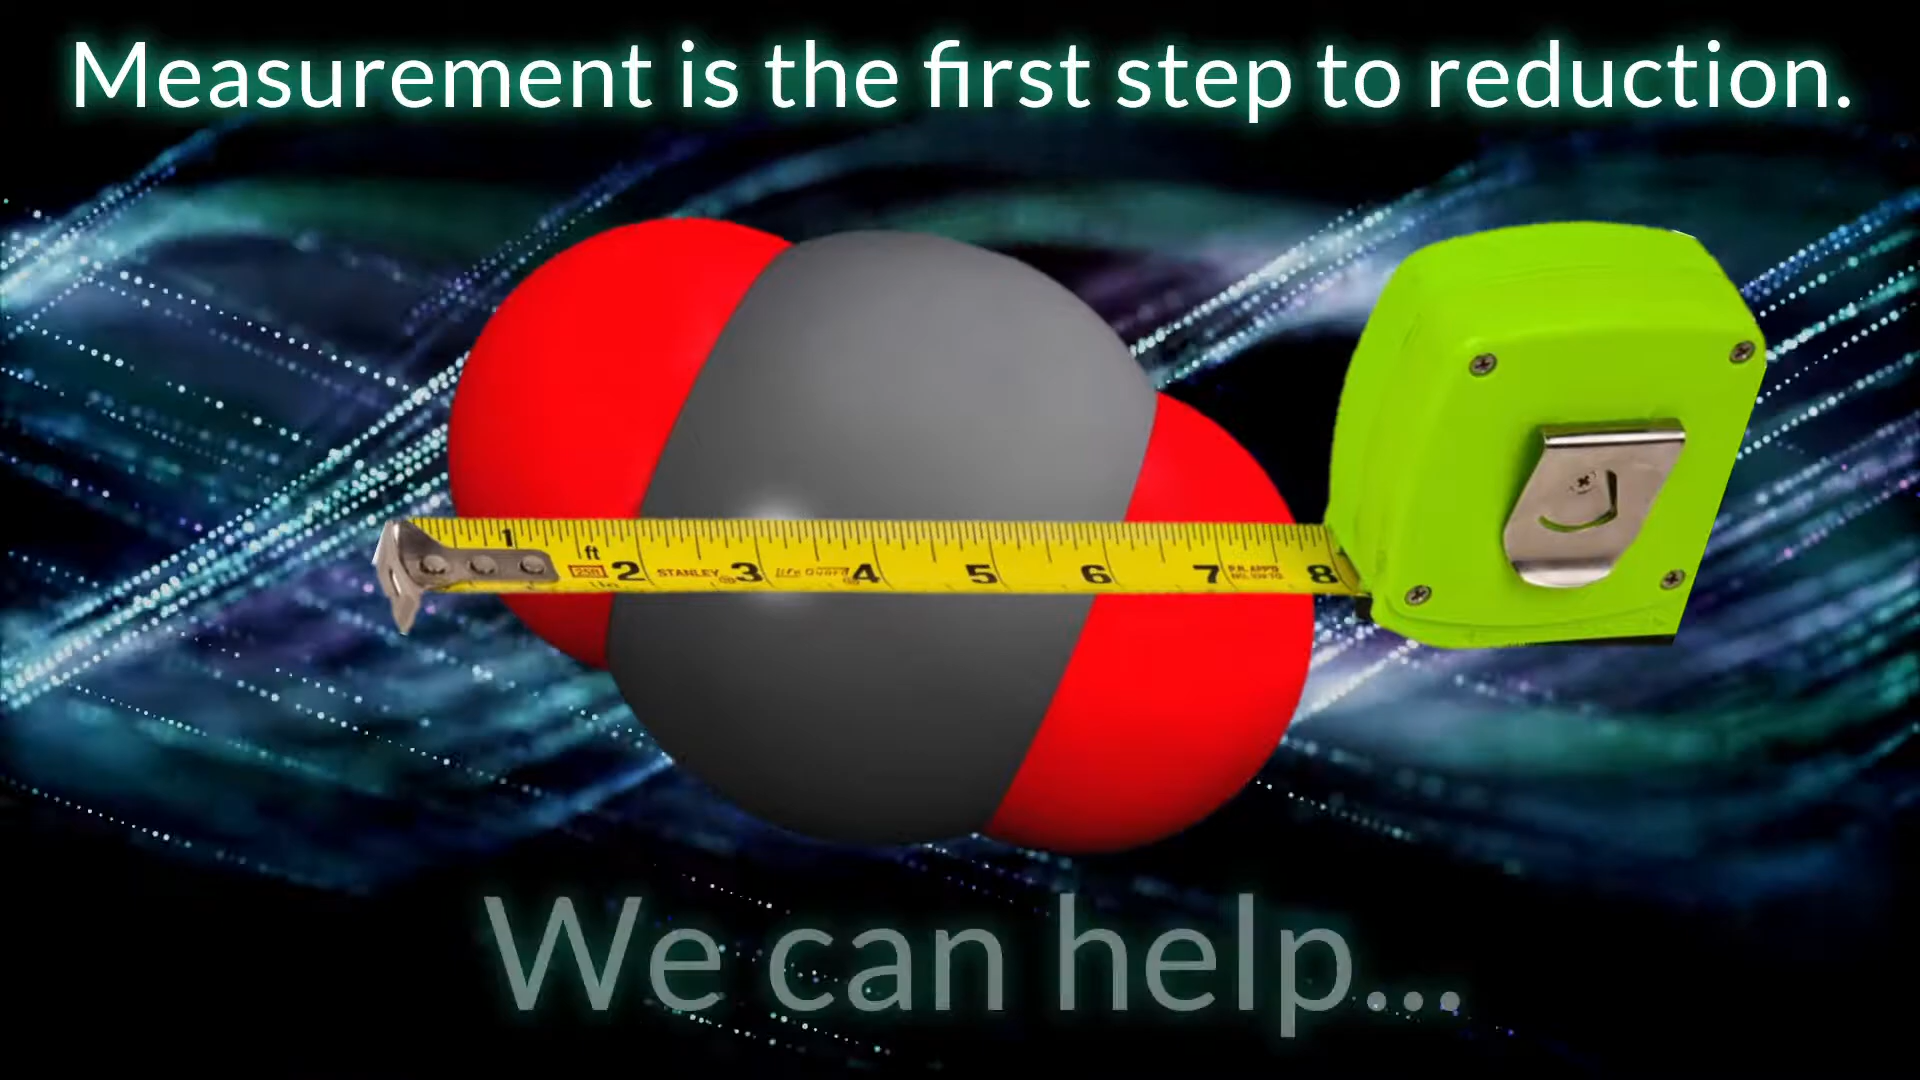 Measurement is the first step to reduction.
1 ft 2 STANLEY 3 4 5 6 7 8
We can help...